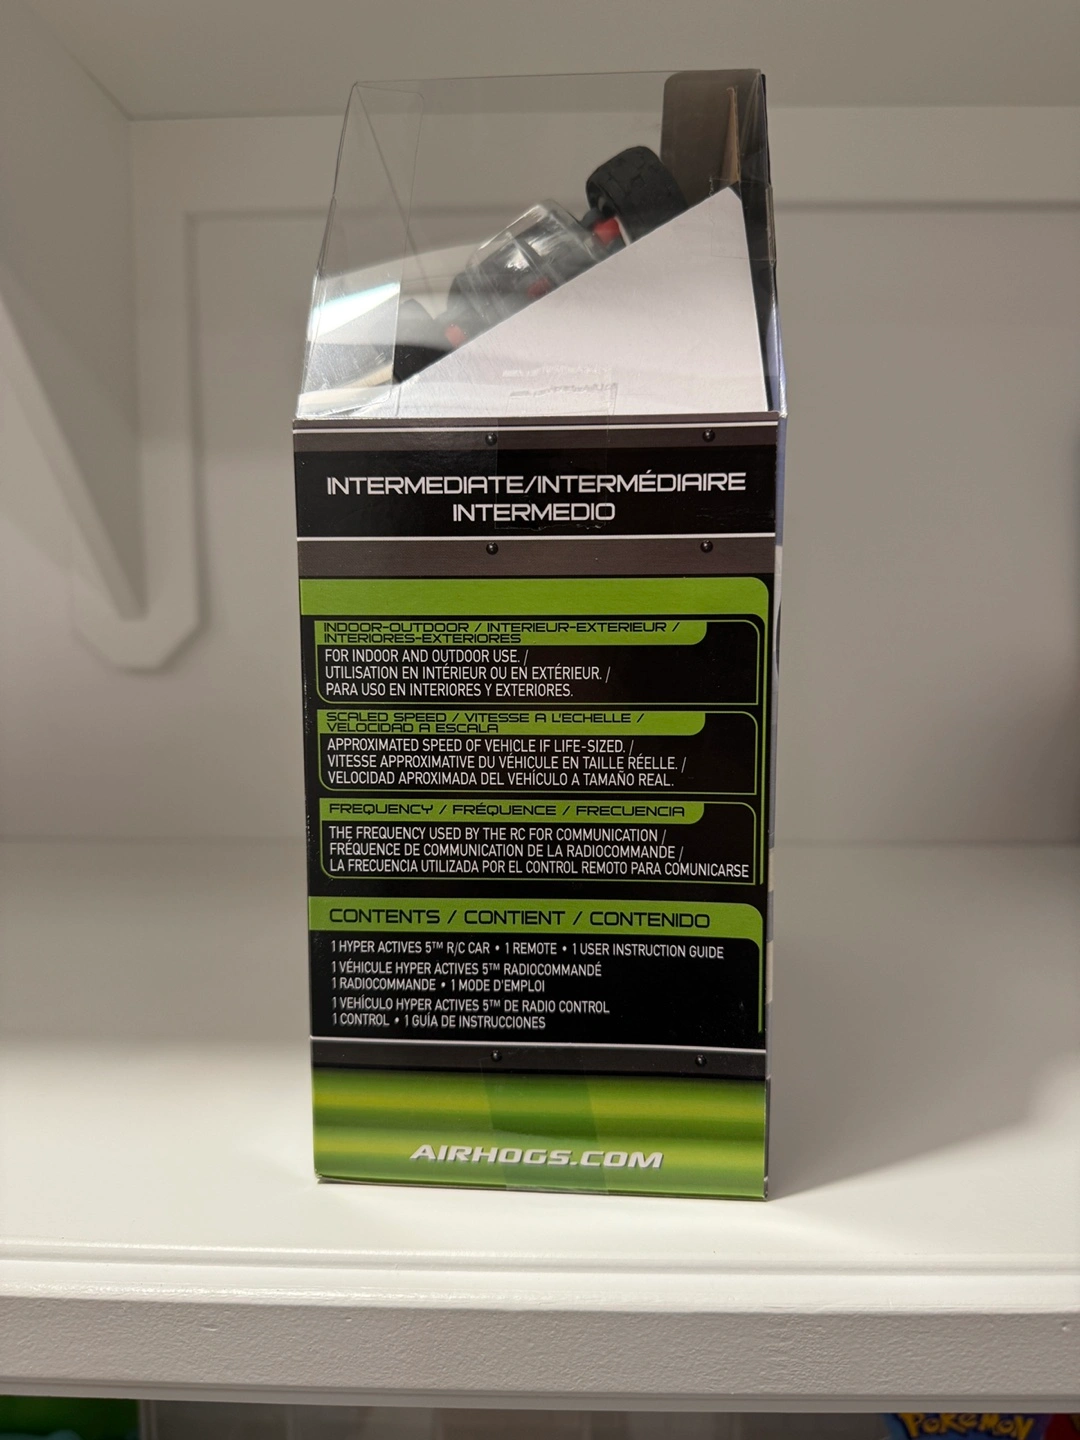 INTERMEDIATE/INTERMÉDIAIRE
INTERMEDIO
INDOOR-OUTDOOR / INTERIEUR-EXTERIEUR /
INTERIORES-EXTERIORES
FOR INDOOR AND OUTDOOR USE. /
UTILISATION EN INTÉRIEUR OU EN EXTÉRIEUR. /
PARA USO EN INTERIORES Y EXTERIORES.
SCALED SPEED / VITESSE A L'ECHELLE /
VELOCIDAD A ESCALA
APPROXIMATED SPEED OF VEHICLE IF LIFE-SIZED. /
VITESSE APPROXIMATIVE DU VÉHICULE EN TAILLE RÉELLE. /
VELOCIDAD APROXIMADA DEL VEHÍCULO A TAMAÑO REAL.
FREQUENCY / FRÉQUENCE / FRECUENCIA
THE FREQUENCY USED BY THE RC FOR COMMUNICATION /
FRÉQUENCE DE COMMUNICATION DE LA RADIOCOMMANDE /
LA FRECUENCIA UTILIZADA POR EL CONTROL REMOTO PARA COMUNICARSE
CONTENTS / CONTIENT / CONTENIDO
1 HYPER ACTIVES 5™ R/C CAR • 1 REMOTE • 1 USER INSTRUCTION GUIDE
1 VÉHICULE HYPER ACTIVES 5™ RADIOCOMMANDÉ
1 RADIOCOMMANDE • 1 MODE D'EMPLOI
1 VEHÍCULO HYPER ACTIVES 5™ DE RADIO CONTROL
1 CONTROL • 1 GUÍA DE INSTRUCCIONES
AIRHOGS.COM
POKéMON